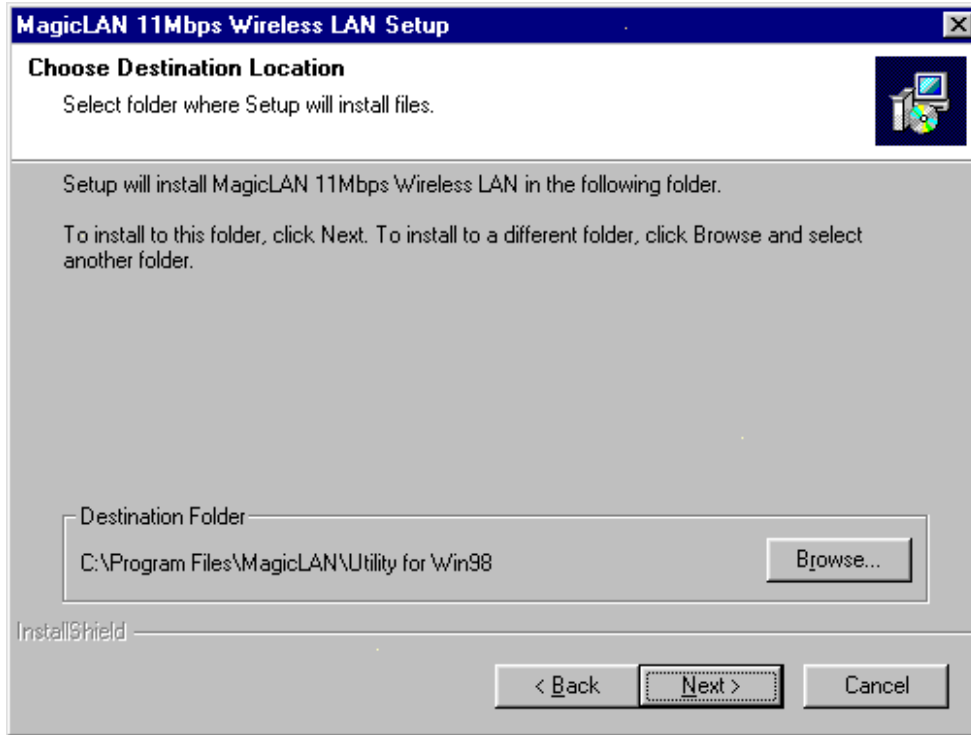 MagicLAN 11Mbps Wireless LAN Setup
Choose Destination Location
Select folder where Setup will install files.
Setup will install MagicLAN 11Mbps Wireless LAN in the following folder.
To install to this folder, click Next. To install to a different folder, click Browse and select
another folder.
Destination Folder
C:\Program Files\MagicLAN\Utility for Win98
Browse...
InstallShield
< Back
Next >
Cancel